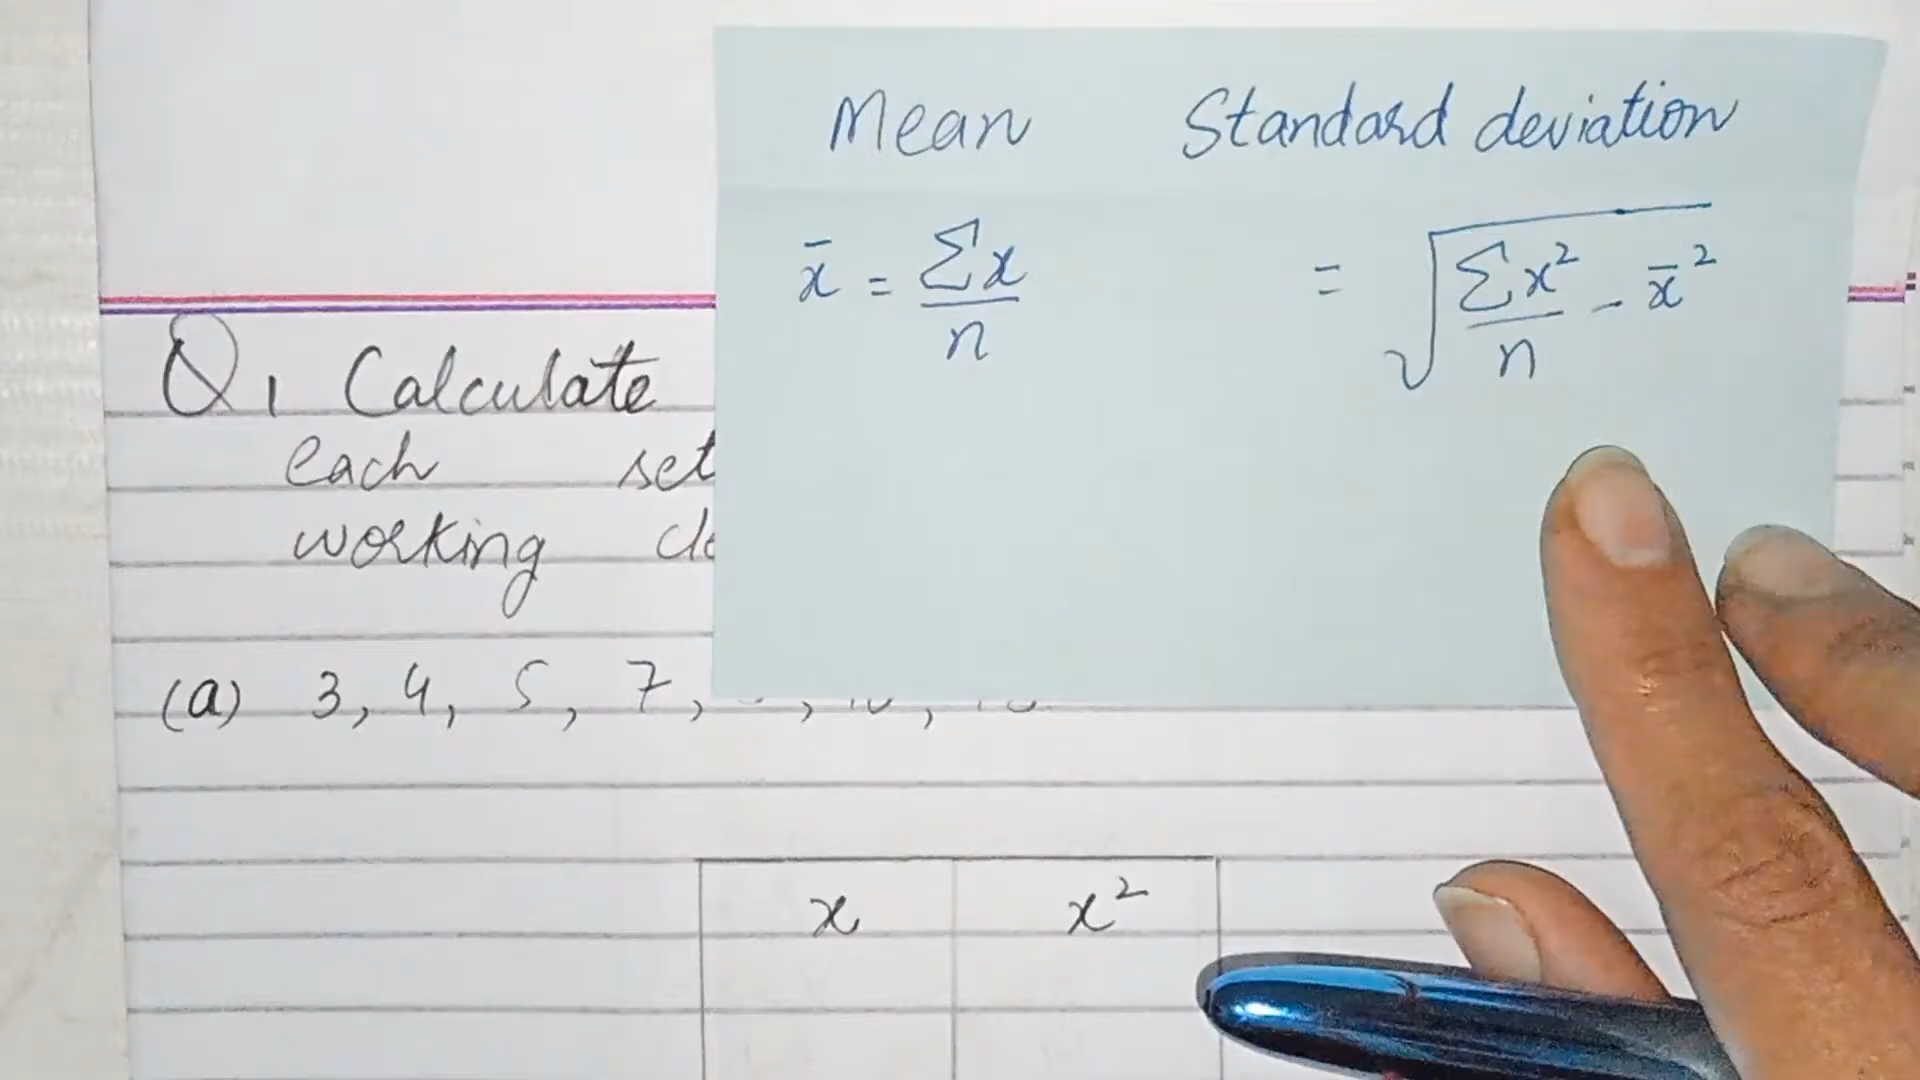 Mean Standard deviation
x̄ = Σx/n = √(Σx²/n - x̄²)
Q1 Calculate
each set
working
(a) 3, 4, 5, 7,
x x²